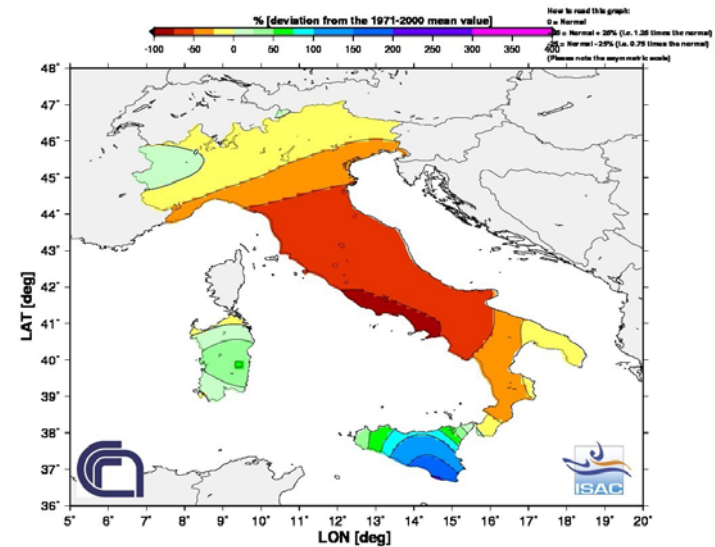 % [deviation from the 1971-2000 mean value]
-100 -50 -25 0 25 50 100 150 200 250 300 350 400
How to read this graph:
0 = Normal
25 = Normal + 25% (i.e. 1.25 times the normal)
-25 = Normal - 25% (i.e. 0.75 times the normal)
(Please note the asymmetric scale)
48°
47°
46°
45°
44°
43°
42°
41°
40°
39°
38°
37°
36°
LAT [deg]
5° 6° 7° 8° 9° 10° 11° 12° 13° 14° 15° 16° 17° 18° 19° 20°
LON [deg]
ISAC